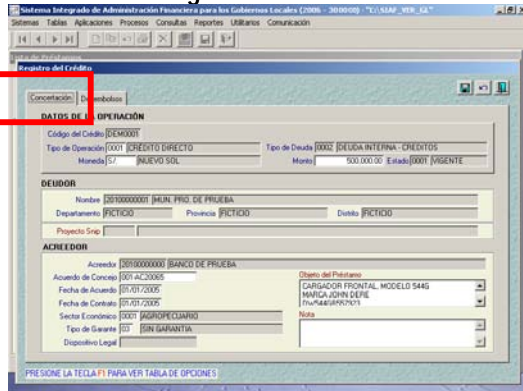 Sistema Integrado de Administración Financiera para los Gobiernos Locales (2006 - 300000) - "C:\SIAF_VER_GL"
Sistemas Tablas Aplicaciones Procesos Consultas Reportes Utilitarios Comunicación
Registro del Crédito
Concertación Desembolsos
DATOS DE LA OPERACIÓN
Código del Crédito DEM0001
Tipo de Operación 0001 CRÉDITO DIRECTO Tipo de Deuda 0002 DEUDA INTERNA - CREDITOS
Moneda S/. NUEVO SOL Monto 500,000.00 Estado 0001 VIGENTE
DEUDOR
Nombre 20100000001 MUN. PRO. DE PRUEBA
Departamento FICTICIO Provincia FICTICIO Distrito FICTICIO
Proyecto Snip
ACREEDOR
Acreedor 20100000000 BANCO DE PRUEBA
Acuerdo de Concejo 001-AC20065 Objeto del Préstamo
Fecha de Acuerdo 01/01/2005 CARGADOR FRONTAL, MODELO 544G
Fecha de Contrato 01/01/2005 MARCA JOHN DERE
Sector Económico 0001 AGROPECUARIO Nota
Tipo de Garante 03 SIN GARANTIA
Dispositivo Legal
PRESIONE LA TECLA F1 PARA VER TABLA DE OPCIONES